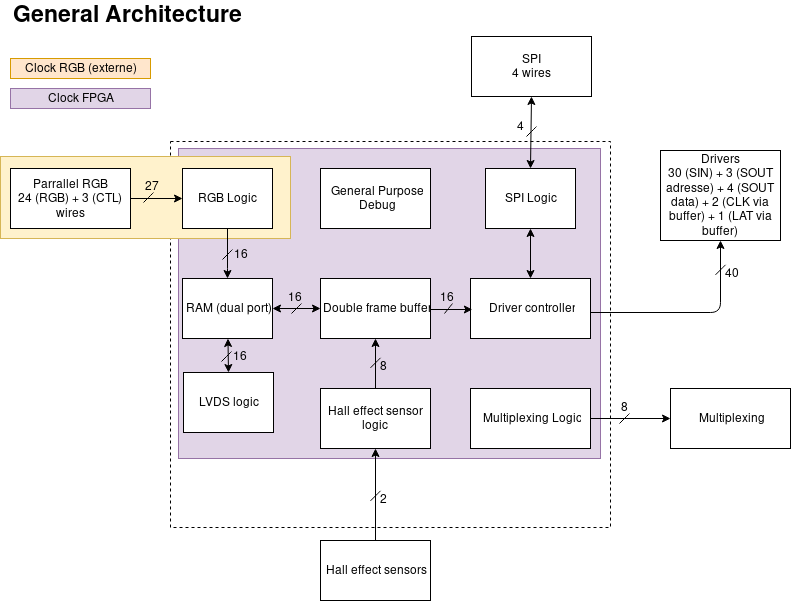 General Architecture
Clock RGB (externe)
Clock FPGA
SPI
4 wires
4
Drivers
30 (SIN) + 3 (SOUT
adresse) + 4 (SOUT
data) + 2 (CLK via
buffer) + 1 (LAT via
buffer)
Parrallel RGB
24 (RGB) + 3 (CTL)
wires
27
RGB Logic
General Purpose
Debug
SPI Logic
16
40
RAM (dual port)
16
Double frame buffer
16
Driver controller
16
8
LVDS logic
Hall effect sensor
logic
Multiplexing Logic
8
Multiplexing
2
Hall effect sensors